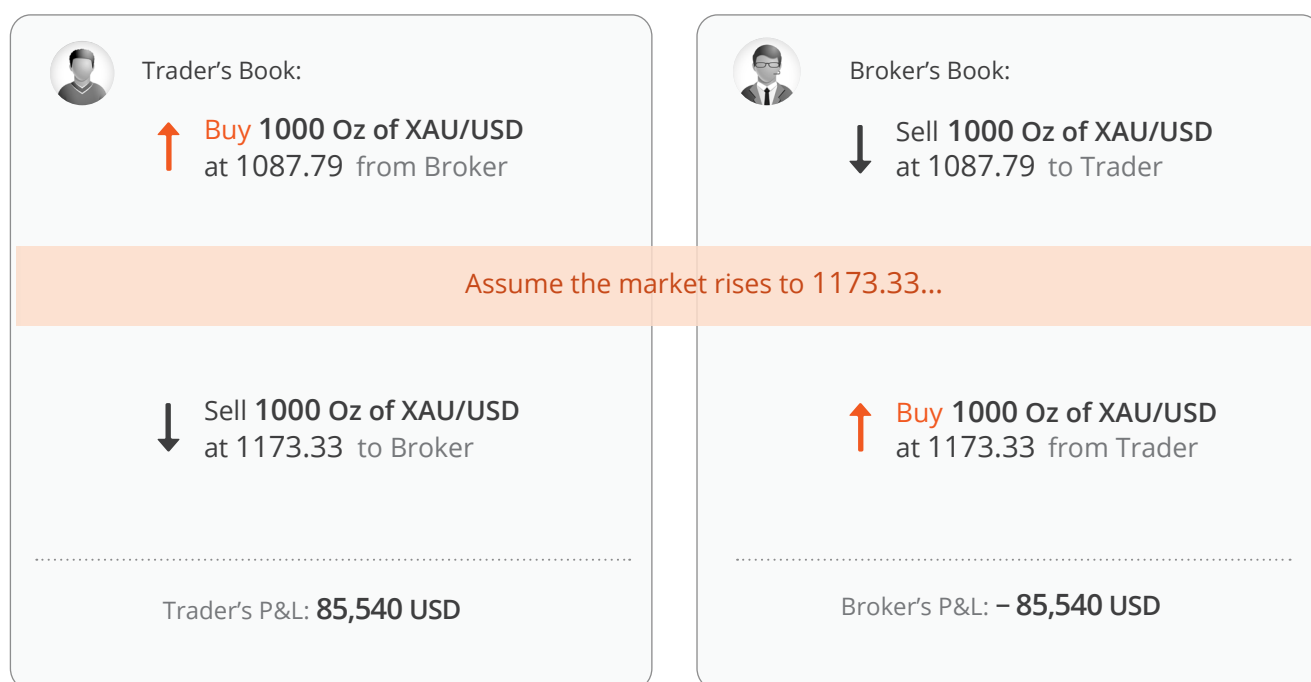 Trader’s Book:
Buy 1000 Oz of XAU/USD
at 1087.79 from Broker
Broker’s Book:
Sell 1000 Oz of XAU/USD
at 1087.79 to Trader
Assume the market rises to 1173.33...
Sell 1000 Oz of XAU/USD
at 1173.33 to Broker
Buy 1000 Oz of XAU/USD
at 1173.33 from Trader
Trader’s P&L: 85,540 USD
Broker’s P&L: – 85,540 USD